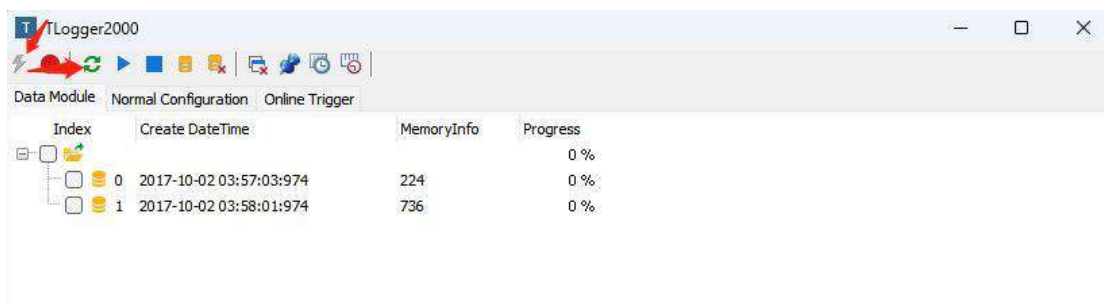 T TLogger2000
Data Module Normal Configuration Online Trigger
Index Create DateTime MemoryInfo Progress
0 %
0 2017-10-02 03:57:03:974 224 0 %
1 2017-10-02 03:58:01:974 736 0 %